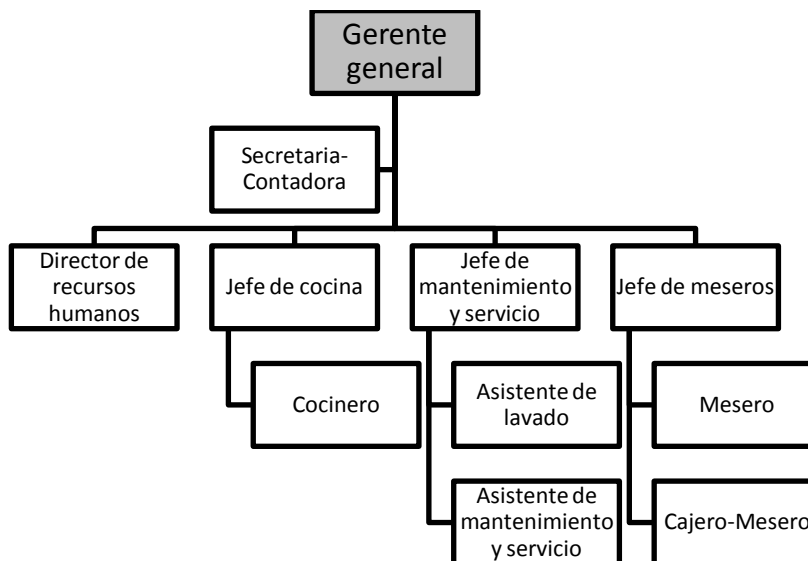 Gerente
general
Secretaria-
Contadora
Director de
recursos
humanos
Jefe de cocina
Jefe de
mantenimiento
y servicio
Jefe de meseros
Cocinero
Asistente de
lavado
Mesero
Asistente de
mantenimiento
y servicio
Cajero-Mesero